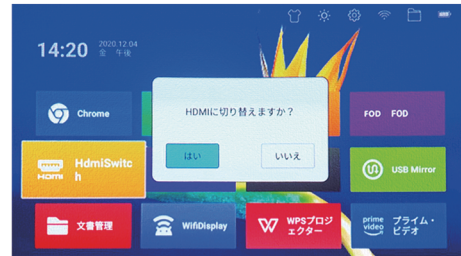 14:20
2020.12.04
金 午後
Chrome
FOD FOD
HDMIに切り替えますか？
はい
いいえ
HDMI
HdmiSwitc
h
USB Mirror
文書管理
WifiDisplay
WPSプロジ
ェクター
prime
video
プライム・
ビデオ